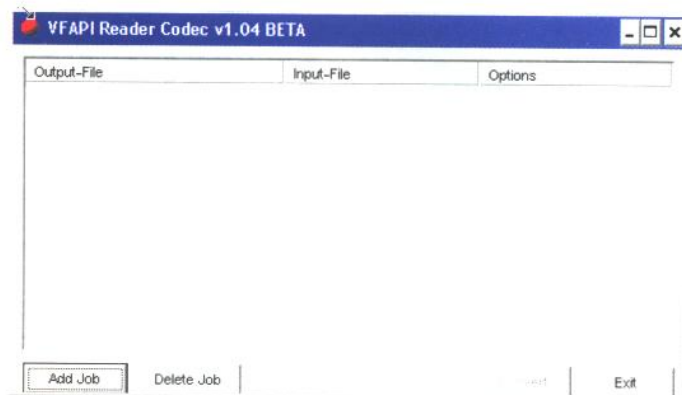 VFAPI Reader Codec v1.04 BETA
Output-File Input-File Options
Add Job Delete Job Exit